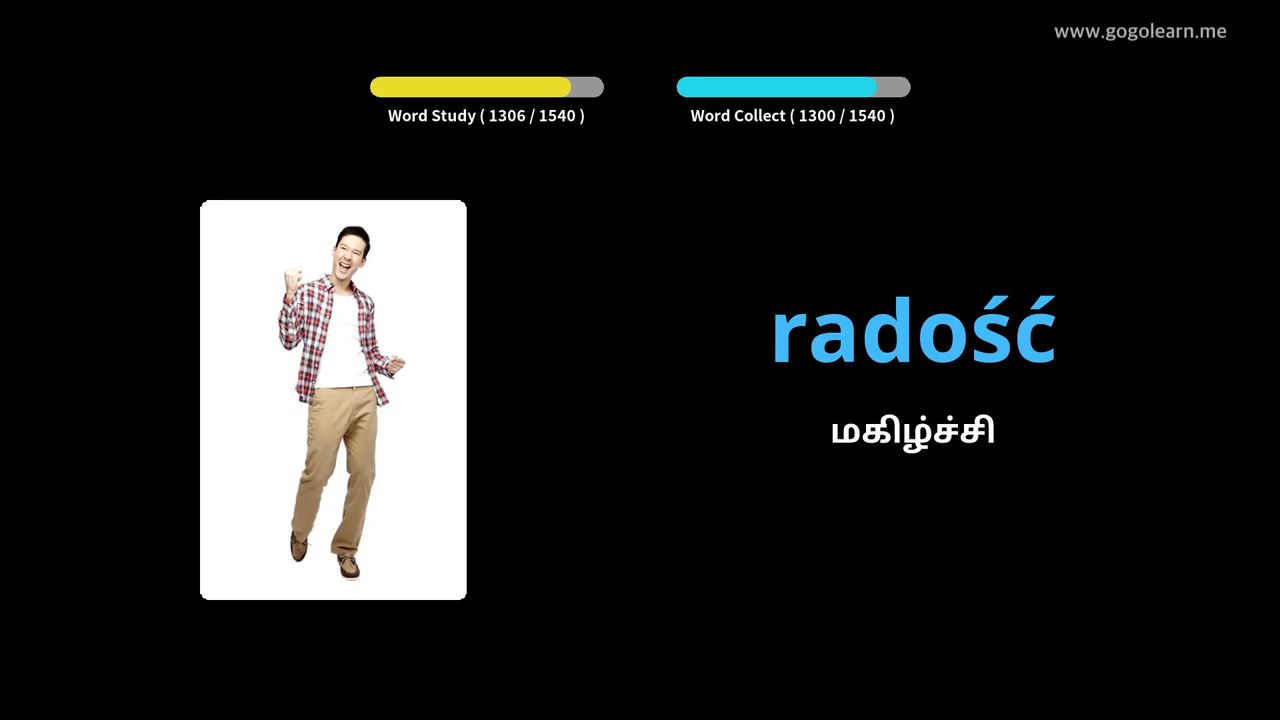 www.gogolearn.me
Word Study ( 1306 / 1540 )
Word Collect ( 1300 / 1540 )
radość
மகிழ்ச்சி